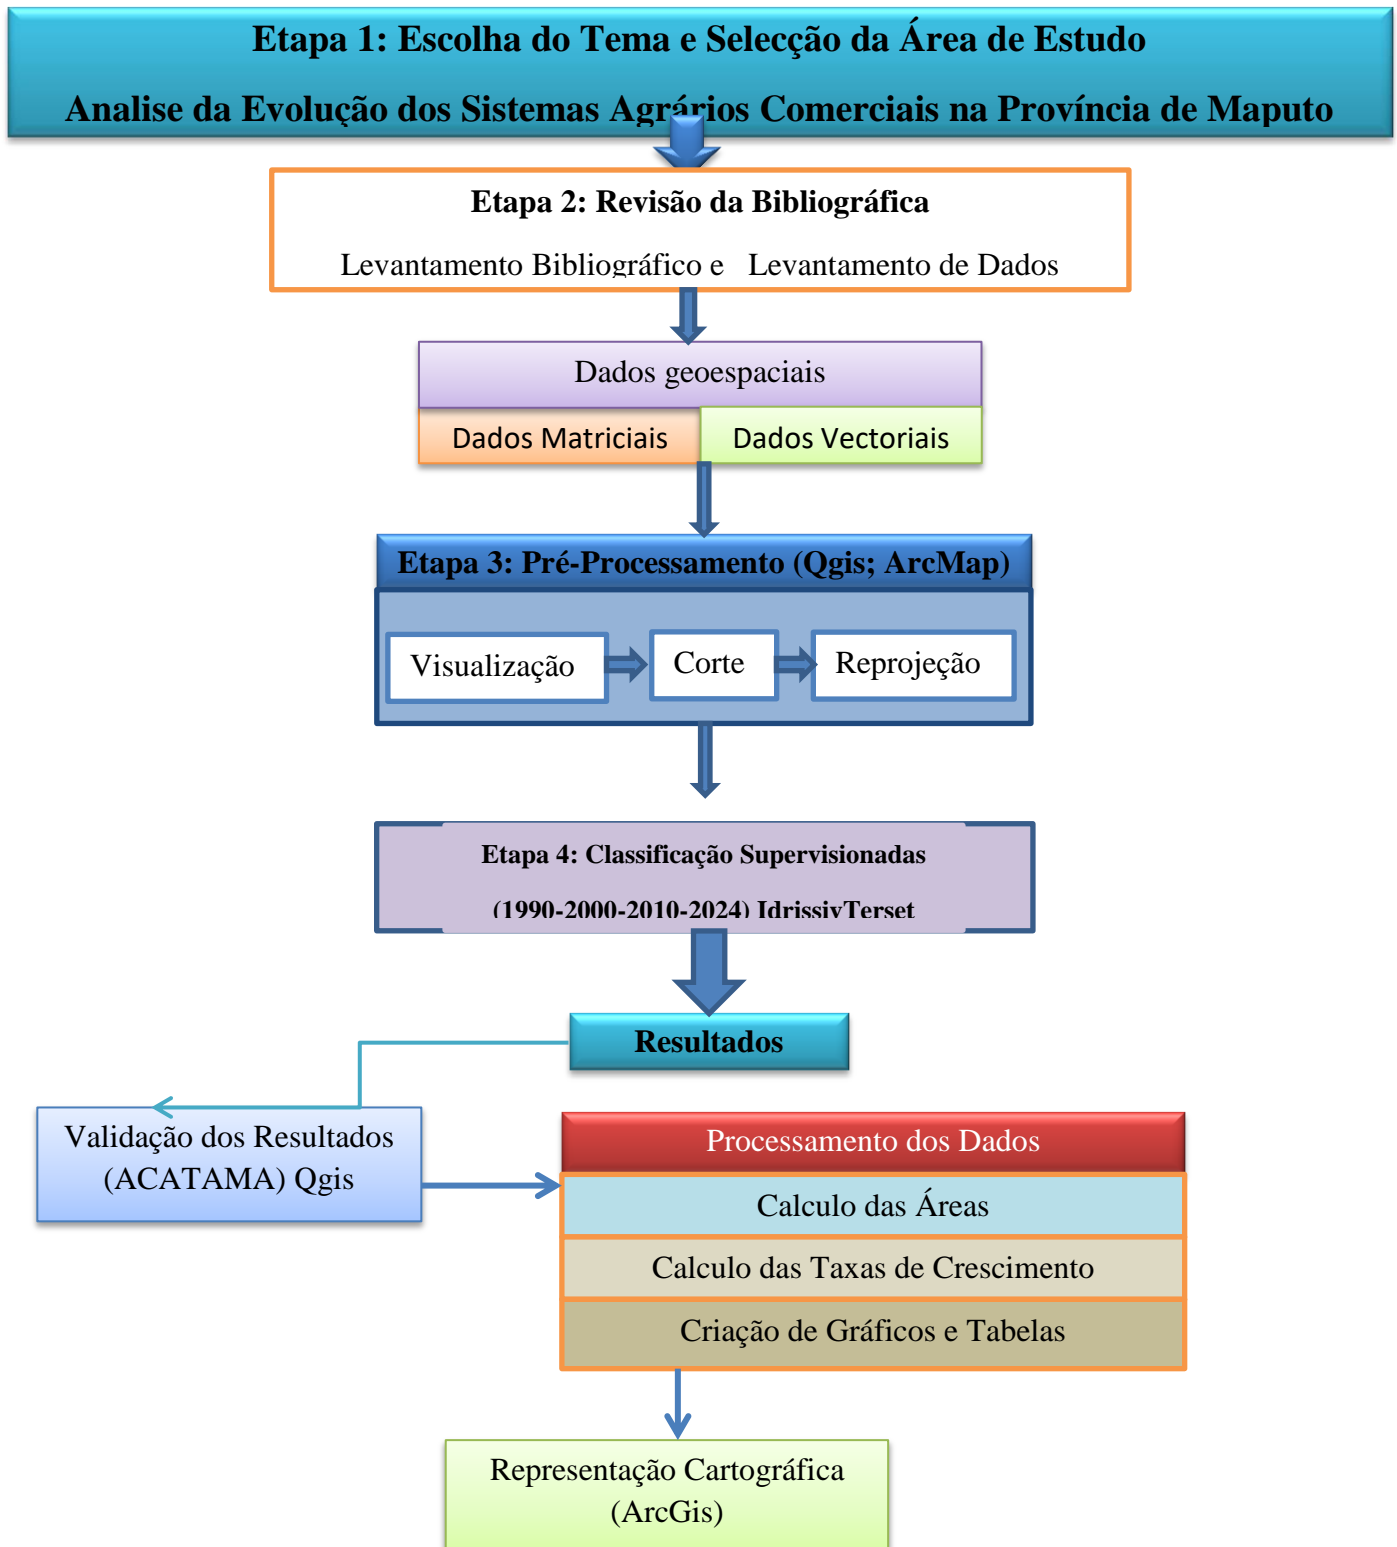 Etapa 1: Escolha do Tema e Selecção da Área de Estudo
Analise da Evolução dos Sistemas Agrários Comerciais na Província de Maputo
Etapa 2: Revisão da Bibliográfica
Levantamento Bibliográfico e Levantamento de Dados
Dados geoespaciais
Dados Matriciais
Dados Vectoriais
Etapa 3: Pré-Processamento (Qgis; ArcMap)
Visualização
Corte
Reprojeção
Etapa 4: Classificação Supervisionadas
(1990-2000-2010-2024) IdrissivTerset
Resultados
Validação dos Resultados
(ACATAMA) Qgis
Processamento dos Dados
Calculo das Áreas
Calculo das Taxas de Crescimento
Criação de Gráficos e Tabelas
Representação Cartográfica
(ArcGis)